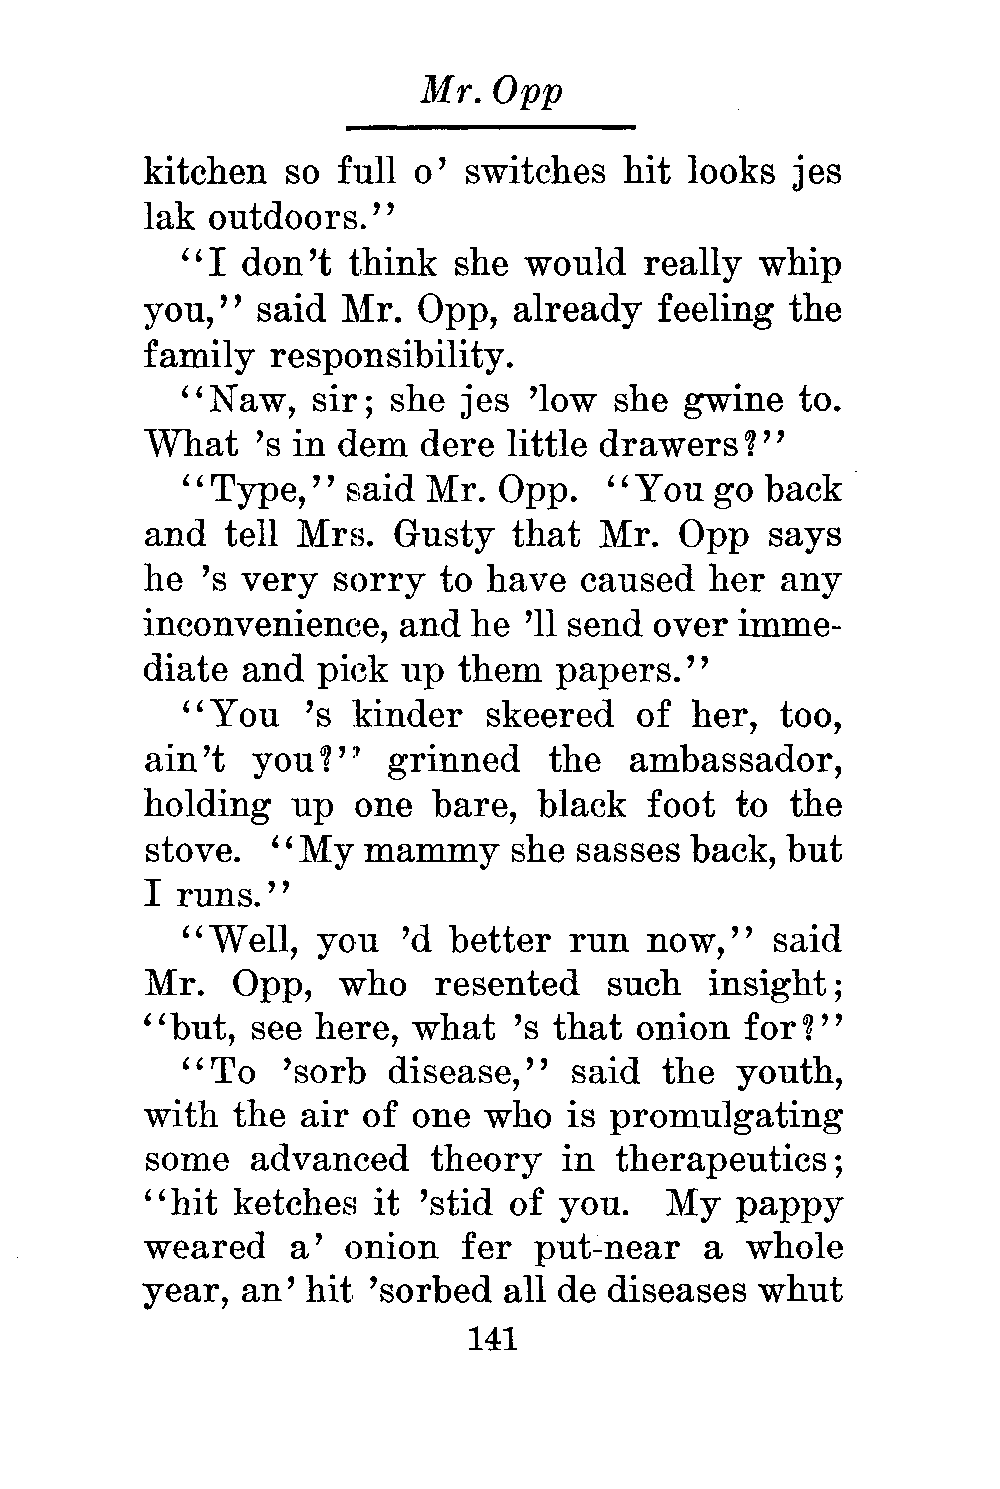 Mr. Opp
kitchen so full o' switches hit looks jes
lak outdoors."
"I don't think she would really whip
you," said Mr. Opp, already feeling the
family responsibility.
"Naw, sir; she jes 'low she gwine to.
What 's in dem dere little drawers?"
"Type," said Mr. Opp. "You go back
and tell Mrs. Gusty that Mr. Opp says
he 's very sorry to have caused her any
inconvenience, and he 'll send over imme-
diate and pick up them papers."
"You 's kinder skeered of her, too,
ain't you?" grinned the ambassador,
holding up one bare, black foot to the
stove. "My mammy she sasses back, but
I runs."
"Well, you 'd better run now," said
Mr. Opp, who resented such insight;
"but, see here, what 's that onion for?"
"To 'sorb disease," said the youth,
with the air of one who is promulgating
some advanced theory in therapeutics;
"hit ketches it 'stid of you. My pappy
weared a' onion fer put-near a whole
year, an' hit 'sorbed all de diseases whut
141